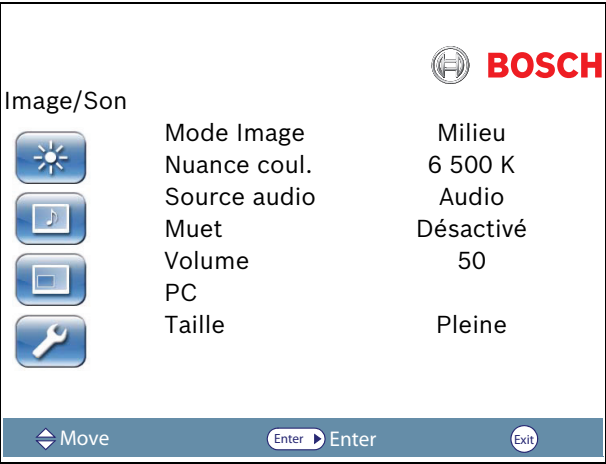 BOSCH
Image/Son
Mode Image Milieu
Nuance coul. 6 500 K
Source audio Audio
Muet Désactivé
Volume 50
PC
Taille Pleine
Move Enter Enter Exit